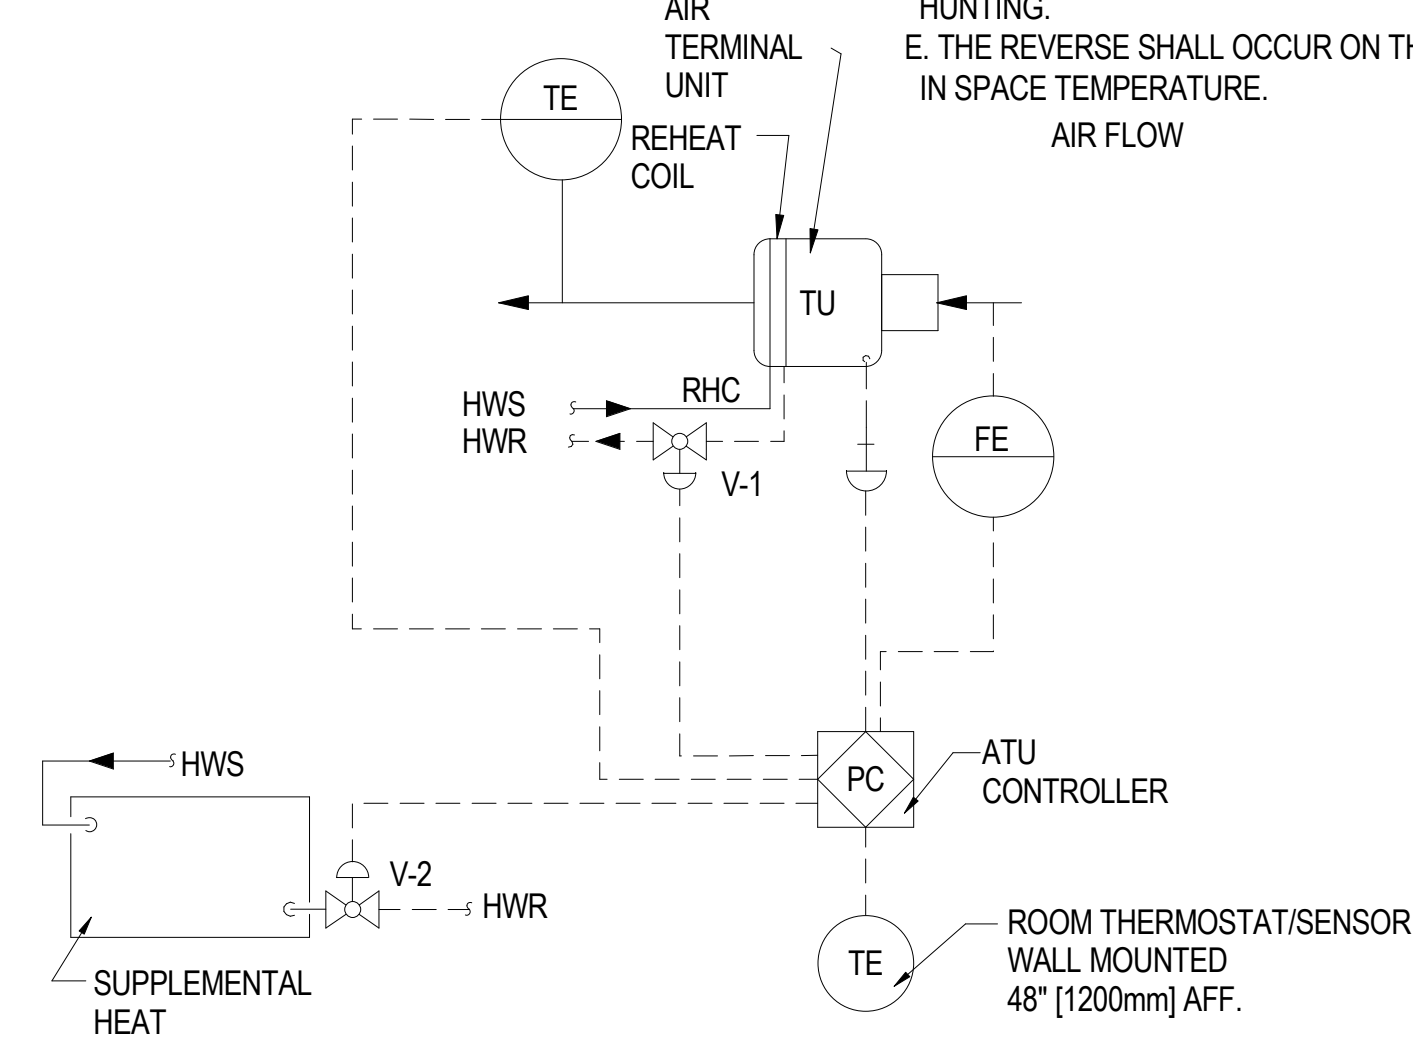 AIR
TERMINAL
UNIT
HUNTING.
E. THE REVERSE SHALL OCCUR ON
IN SPACE TEMPERATURE.
AIR FLOW
TE
REHEAT
COIL
TU
RHC
HWS
HWR
V-1
FE
HWS
PC
ATU
CONTROLLER
V-2
HWR
SUPPLEMENTAL
HEAT
TE
ROOM THERMOSTAT/SENSOR
WALL MOUNTED
48" [1200mm] AFF.